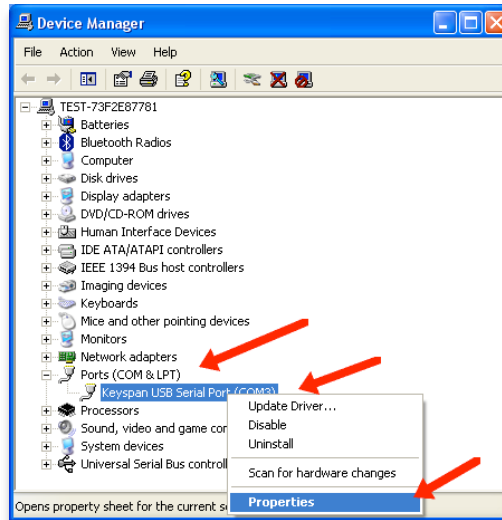 Device Manager
File Action View Help
TEST-73F2E87781
Batteries
Bluetooth Radios
Computer
Disk drives
Display adapters
DVD/CD-ROM drives
Human Interface Devices
IDE ATA/ATAPI controllers
IEEE 1394 Bus host controllers
Imaging devices
Keyboards
Mice and other pointing devices
Monitors
Network adapters
Ports (COM & LPT)
Keyspan USB Serial Port (COM3)
Processors
Sound, video and game cor
System devices
Universal Serial Bus controll
Update Driver...
Disable
Uninstall
Scan for hardware changes
Properties
Opens property sheet for the current s